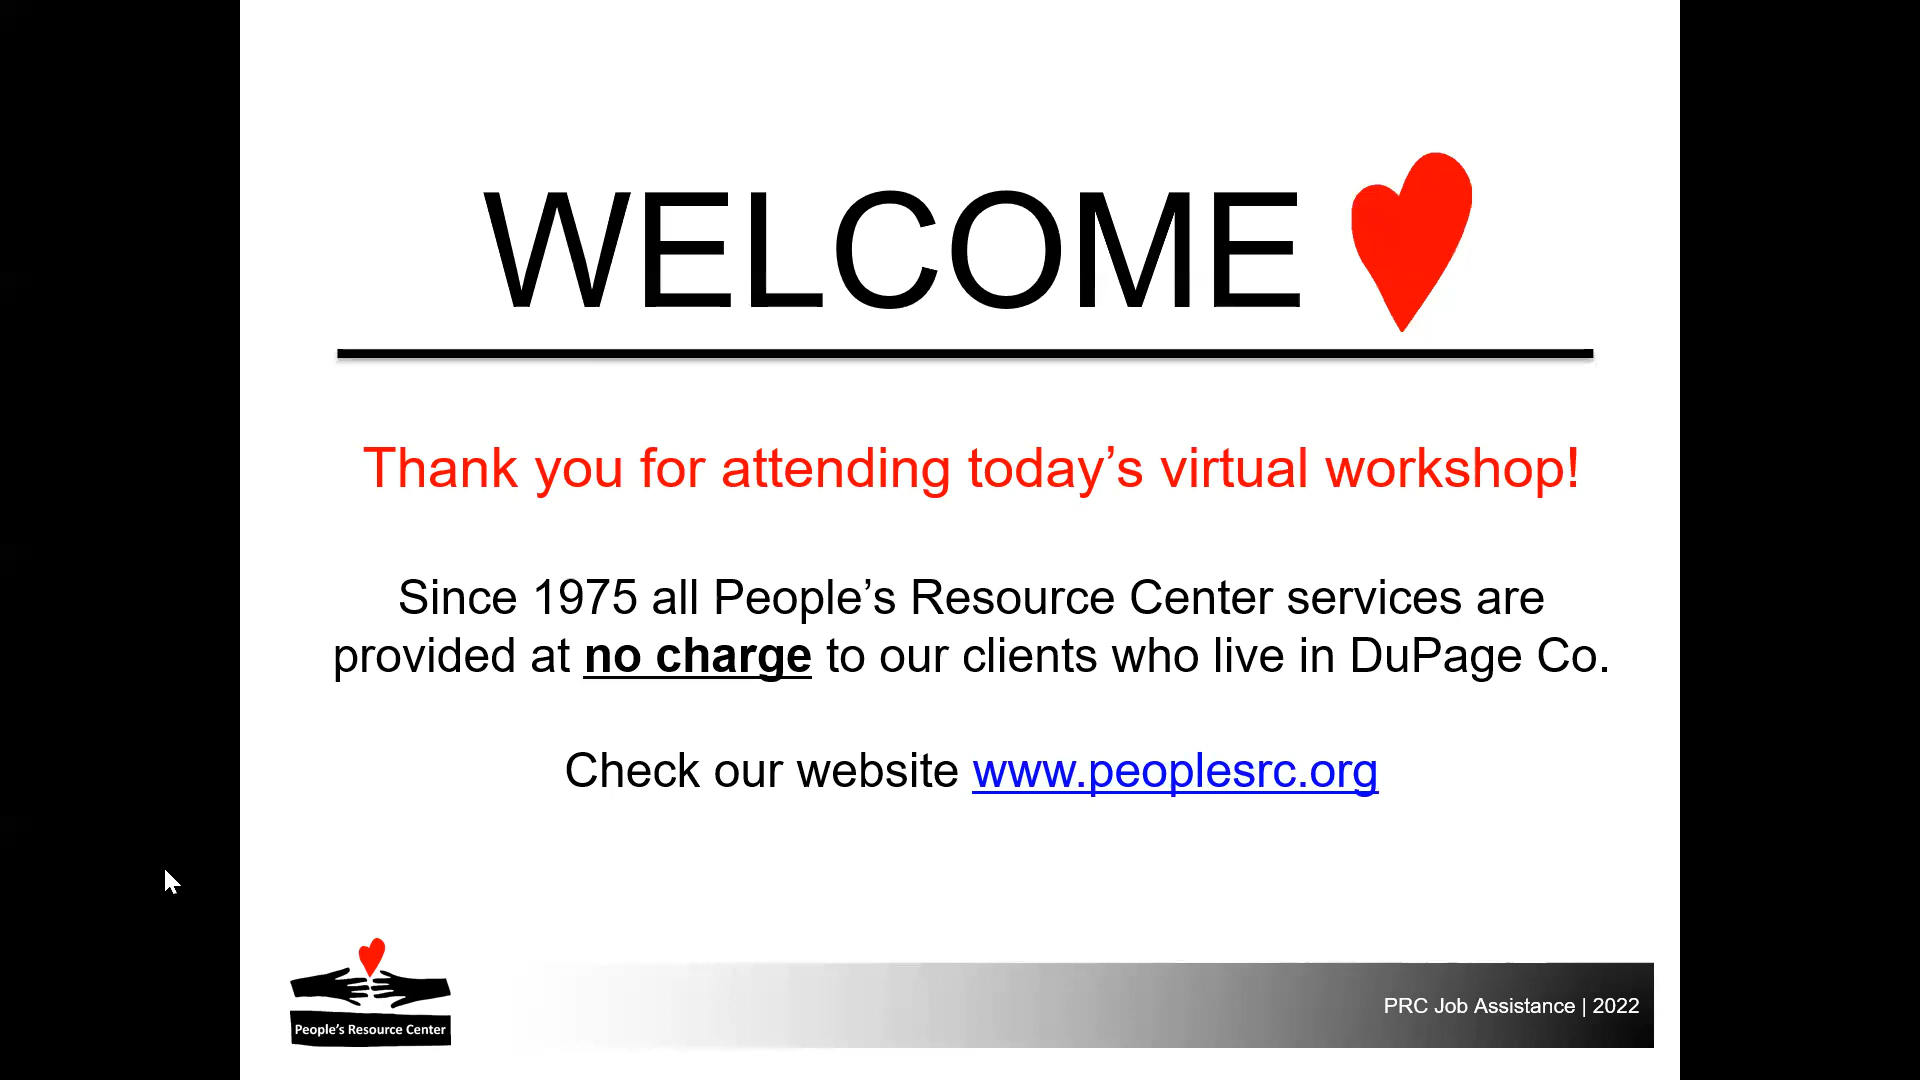 WELCOME
Thank you for attending today’s virtual workshop!
Since 1975 all People’s Resource Center services are
provided at no charge to our clients who live in DuPage Co.
Check our website www.peoplesrc.org
People’s Resource Center
PRC Job Assistance | 2022